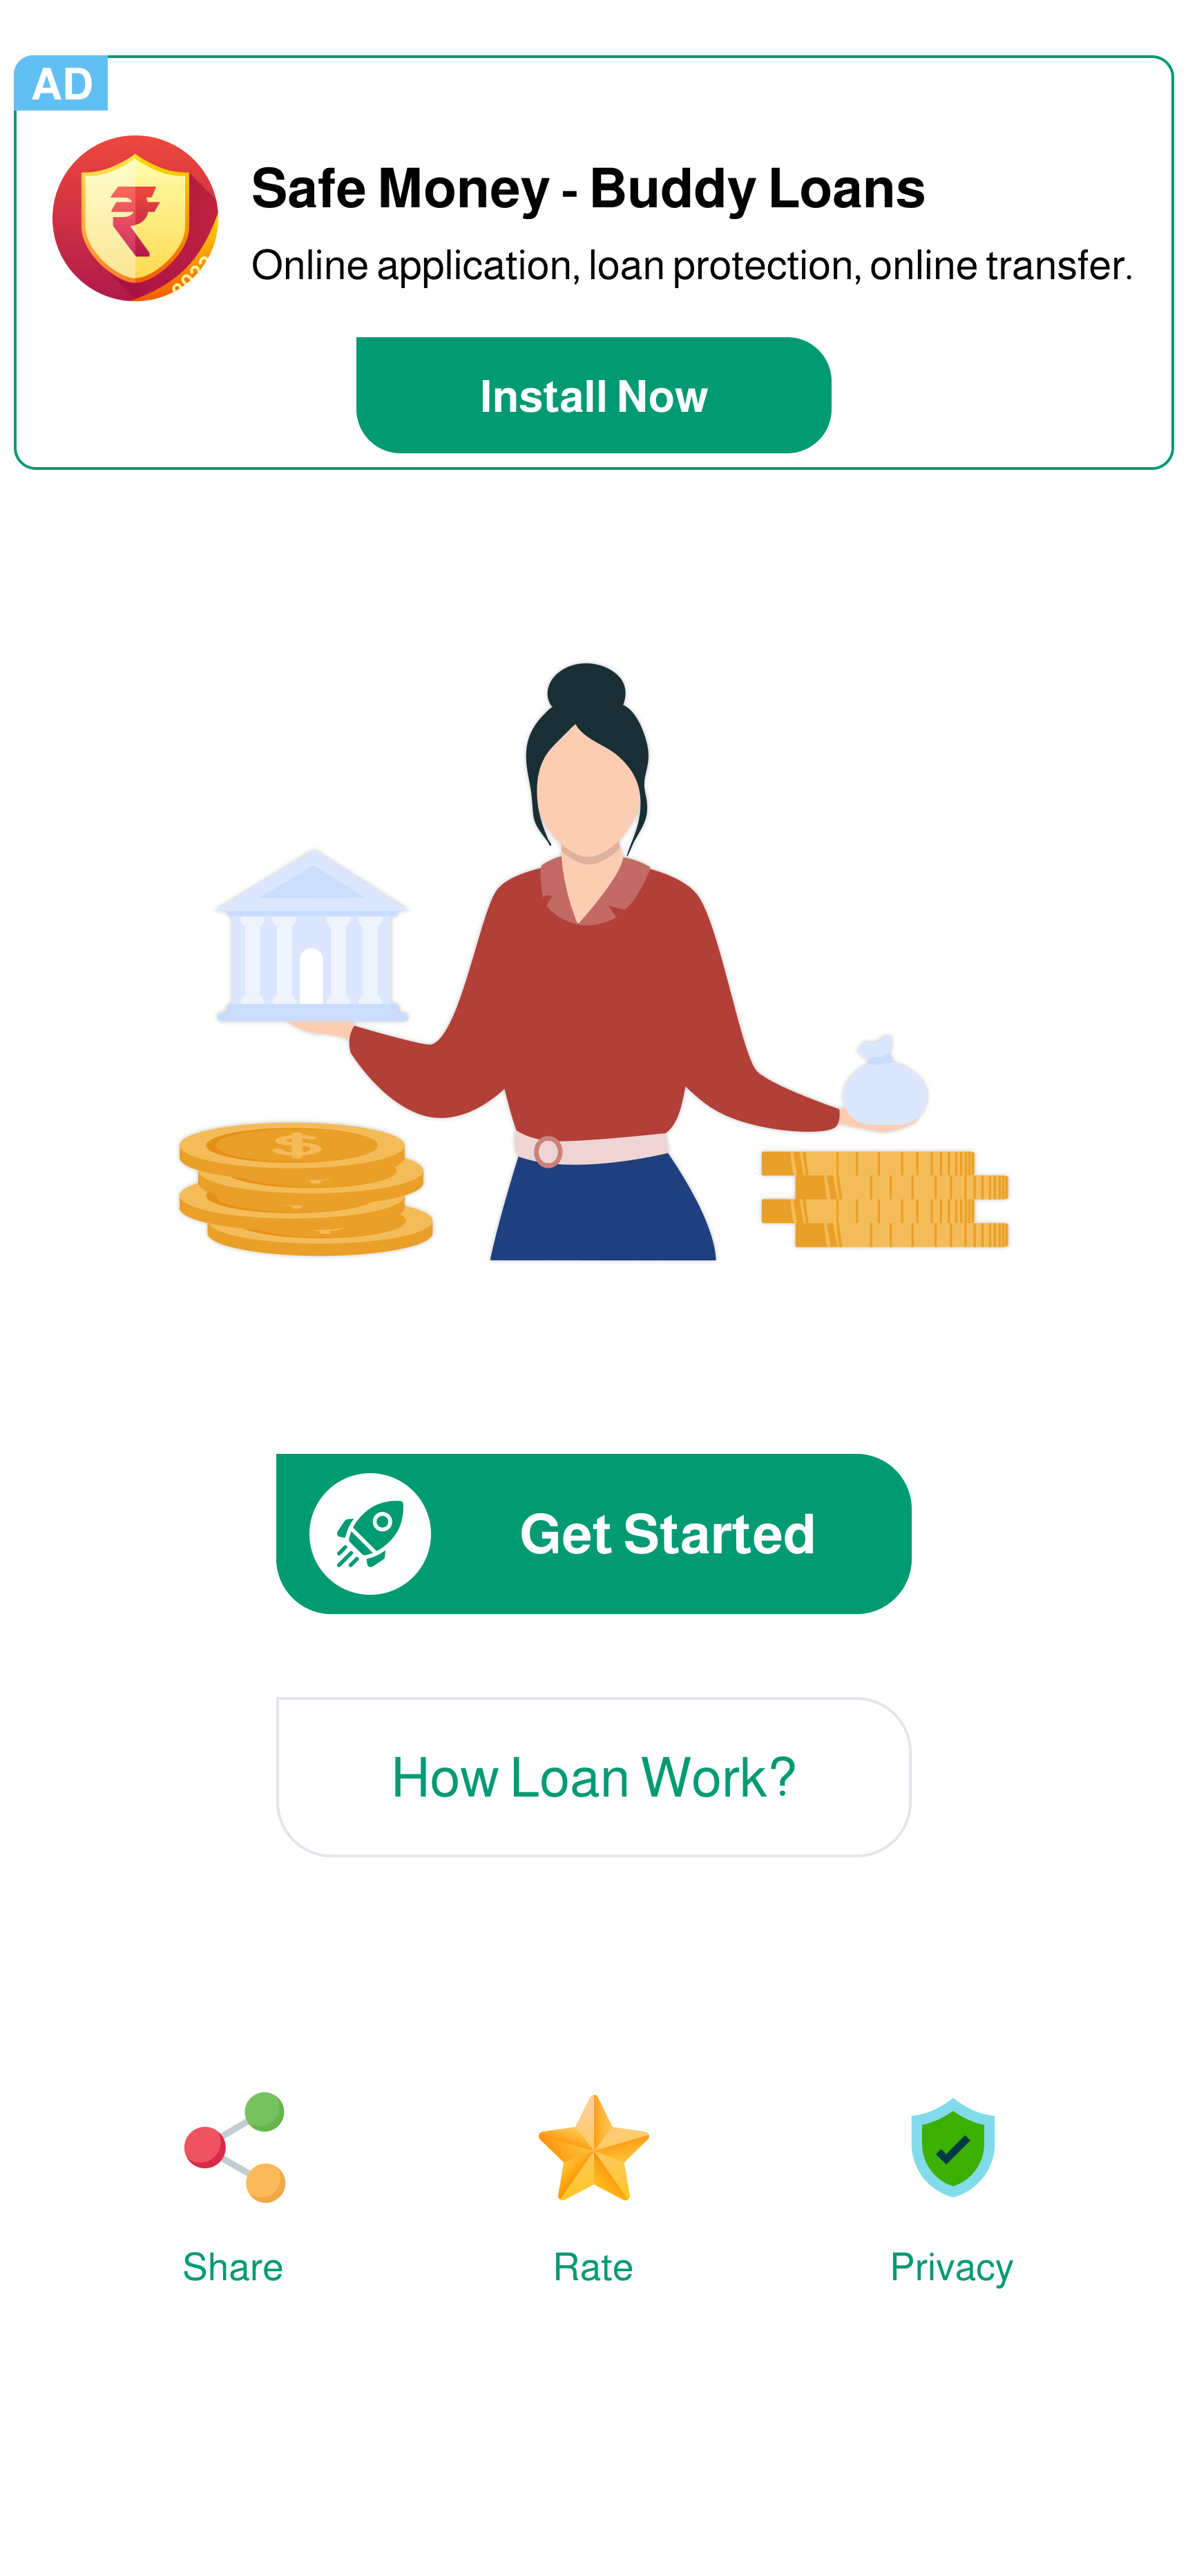 AD
Safe Money - Buddy Loans
Online application, loan protection, online transfer.
Install Now
Get Started
How Loan Work?
Share
Rate
Privacy